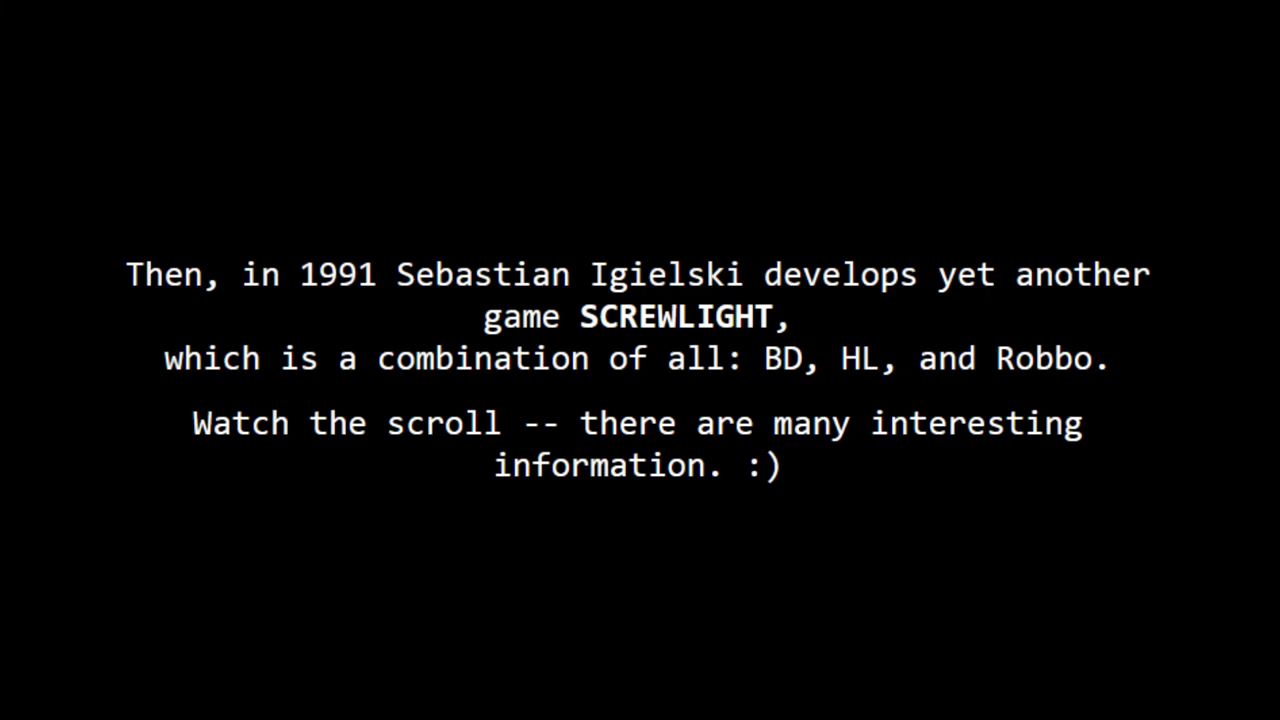 Then, in 1991 Sebastian Igielski develops yet another
game SCREWLIGHT,
which is a combination of all: BD, HL, and Robbo.
Watch the scroll -- there are many interesting
information. :)